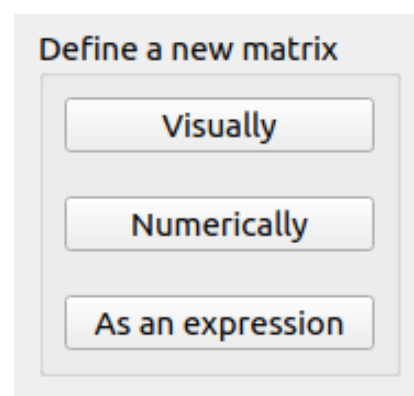 Define a new matrix
Visually
Numerically
As an expression